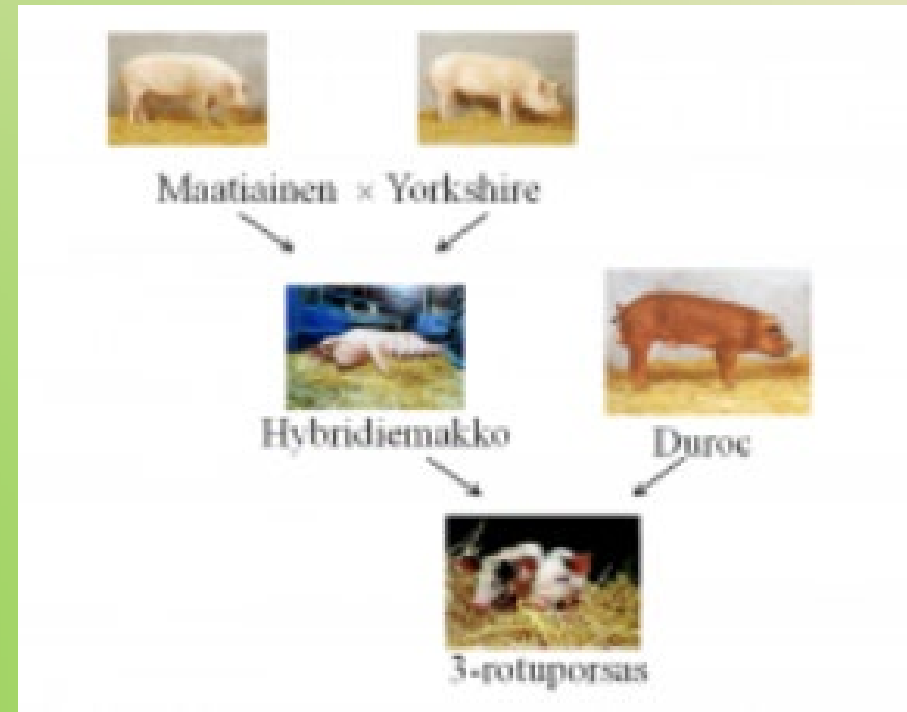 Maatiainen × Yorkshire
Hybridiemakko
Duroc
3-rotuporsas